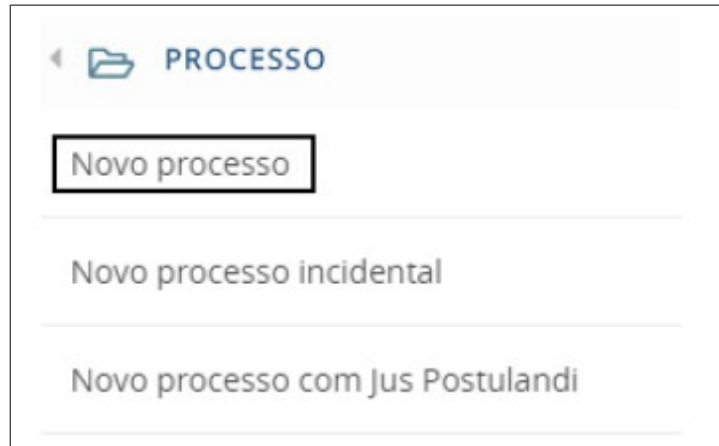 PROCESSO
Novo processo
Novo processo incidental
Novo processo com Jus Postulandi